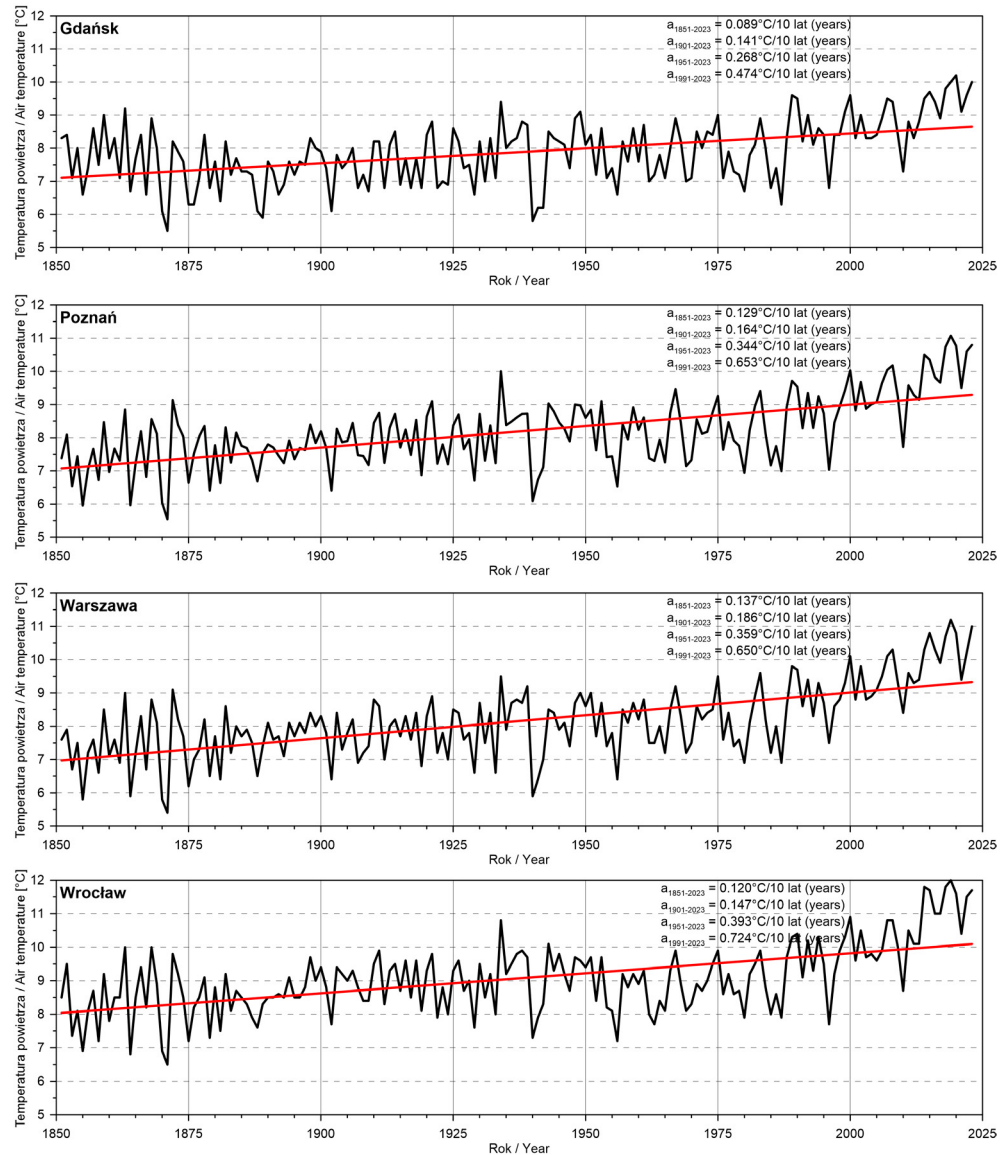 Temperatura powietrza / Air temperature [°C]
12
11
10
9
8
7
6
5
Gdańsk
a1851-2023 = 0.089°C/10 lat (years)
a1901-2023 = 0.141°C/10 lat (years)
a1951-2023 = 0.268°C/10 lat (years)
a1991-2023 = 0.474°C/10 lat (years)
1850 1875 1900 1925 1950 1975 2000 2025
Rok / Year
Temperatura powietrza / Air temperature [°C]
12
11
10
9
8
7
6
5
Poznań
a1851-2023 = 0.129°C/10 lat (years)
a1901-2023 = 0.164°C/10 lat (years)
a1951-2023 = 0.344°C/10 lat (years)
a1991-2023 = 0.653°C/10 lat (years)
1850 1875 1900 1925 1950 1975 2000 2025
Rok / Year
Temperatura powietrza / Air temperature [°C]
12
11
10
9
8
7
6
5
Warszawa
a1851-2023 = 0.137°C/10 lat (years)
a1901-2023 = 0.186°C/10 lat (years)
a1951-2023 = 0.359°C/10 lat (years)
a1991-2023 = 0.650°C/10 lat (years)
1850 1875 1900 1925 1950 1975 2000 2025
Rok / Year
Temperatura powietrza / Air temperature [°C]
12
11
10
9
8
7
6
5
Wrocław
a1851-2023 = 0.120°C/10 lat (years)
a1901-2023 = 0.147°C/10 lat (years)
a1951-2023 = 0.393°C/10 lat (years)
a1991-2023 = 0.724°C/10 lat (years)
1850 1875 1900 1925 1950 1975 2000 2025
Rok / Year